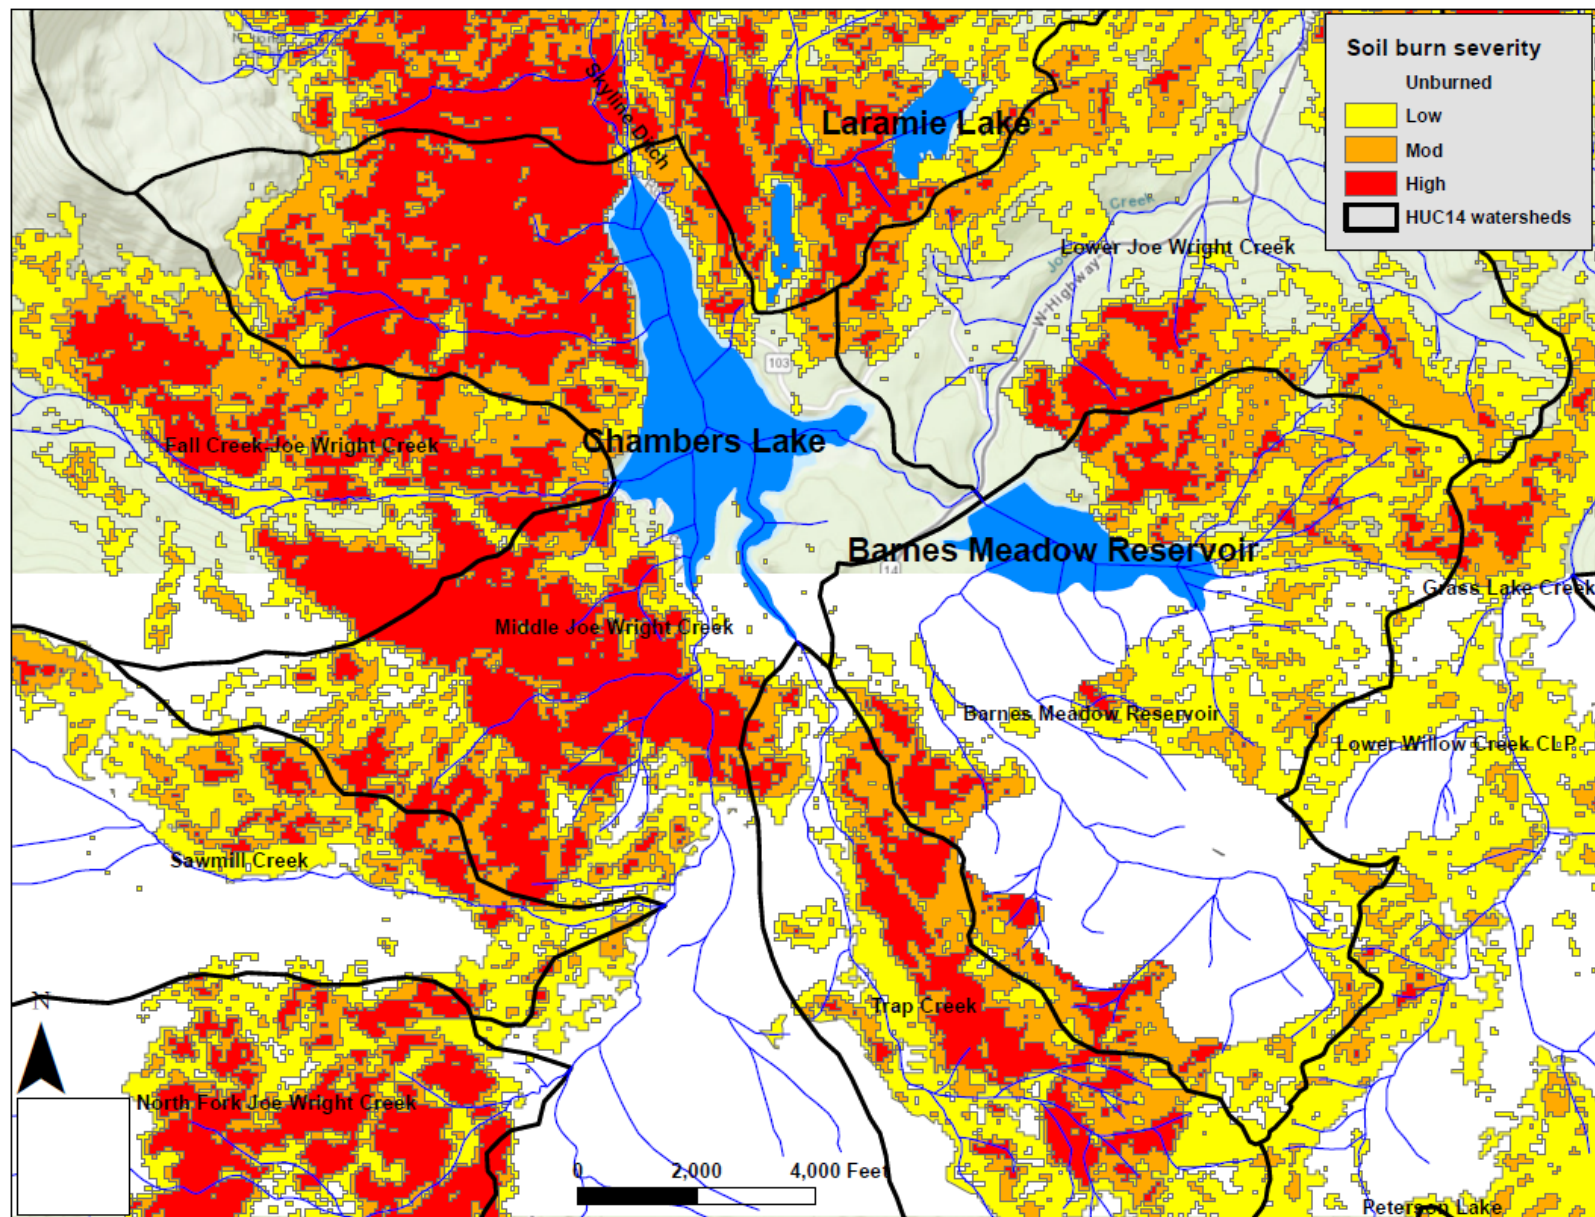 Soil burn severity
Unburned
Low
Mod
High
HUC14 watersheds
Skyline Ditch
Laramie Lake
Creek
Lower Joe Wright Creek
W-Highway
103
Chambers Lake
Fall Creek-Joe Wright Creek
Barnes Meadow Reservoir
14
Grass Lake Creek
Middle Joe Wright Creek
Barnes Meadow Reservoir
Lower Willow Creek CLP
Sawmill Creek
N
Trap Creek
North Fork Joe Wright Creek
0 2,000 4,000 Feet
Peterson Lake